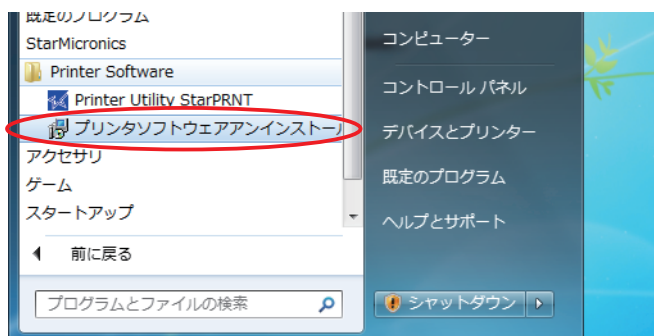 既定のプログラム
StarMicronics
Printer Software
Printer Utility StarPRNT
プリンタソフトウェアアンインストール
アクセサリ
ゲーム
スタートアップ
前に戻る
プログラムとファイルの検索
コンピューター
コントロール パネル
デバイスとプリンター
既定のプログラム
ヘルプとサポート
シャットダウン